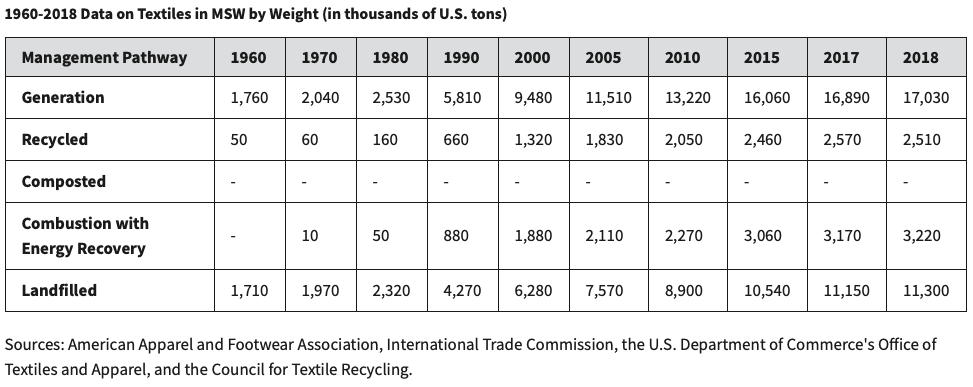 1960-2018 Data on Textiles in MSW by Weight (in thousands of U.S. tons)
Management Pathway 1960 1970 1980 1990 2000 2005 2010 2015 2017 2018
Generation 1,760 2,040 2,530 5,810 9,480 11,510 13,220 16,060 16,890 17,030
Recycled 50 60 160 660 1,320 1,830 2,050 2,460 2,570 2,510
Composted - - - - - - - - - -
Combustion with
Energy Recovery - 10 50 880 1,880 2,110 2,270 3,060 3,170 3,220
Landfilled 1,710 1,970 2,320 4,270 6,280 7,570 8,900 10,540 11,150 11,300
Sources: American Apparel and Footwear Association, International Trade Commission, the U.S. Department of Commerce's Office of
Textiles and Apparel, and the Council for Textile Recycling.